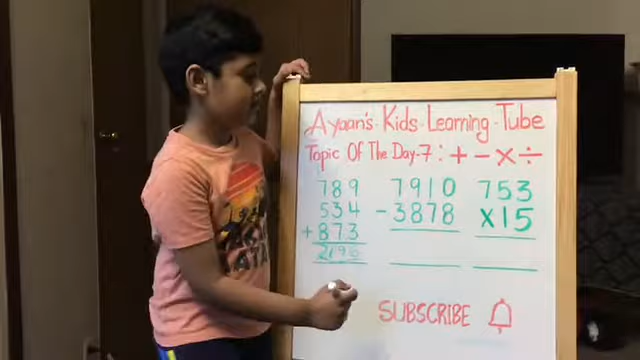 Ayaan's Kids Learning Tube
Topic Of The Day-7: + - × ÷
789
534
+873
2196
7910
-3878
753
×15
SUBSCRIBE